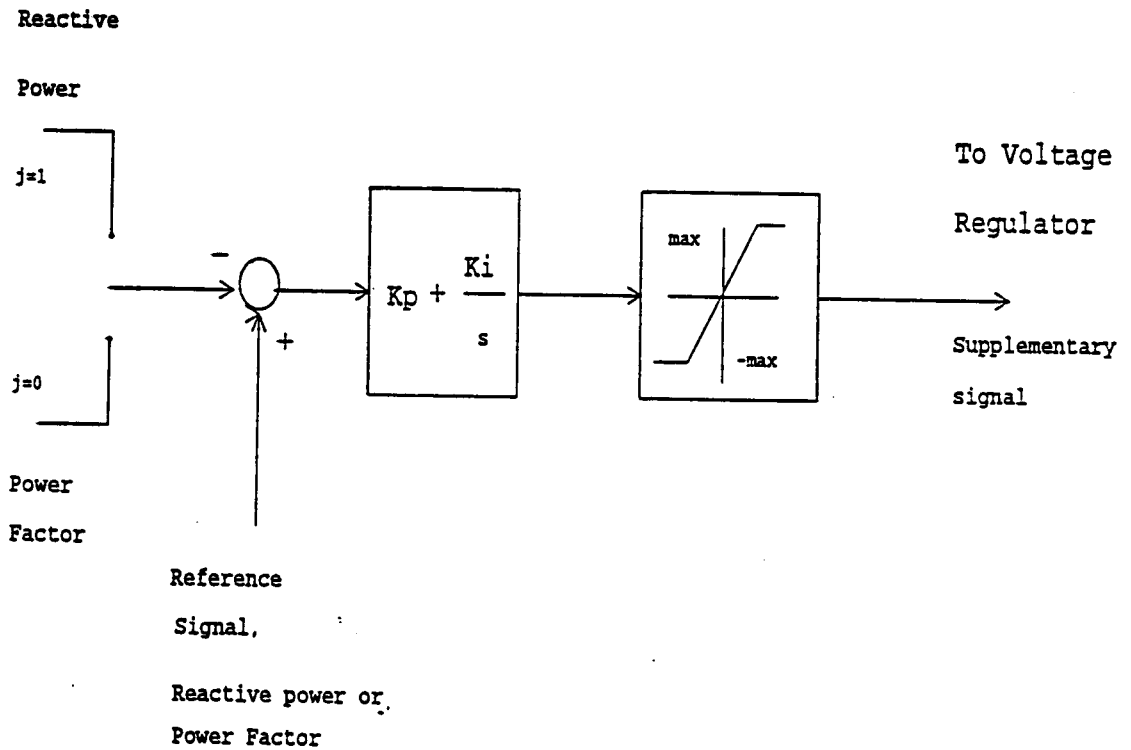 Reactive
Power
j=1
To Voltage
Regulator
max
-
Ki
Kp +
s
+
-max
Supplementary
signal
j=0
Power
Factor
Reference
Signal,
Reactive power or
Power Factor